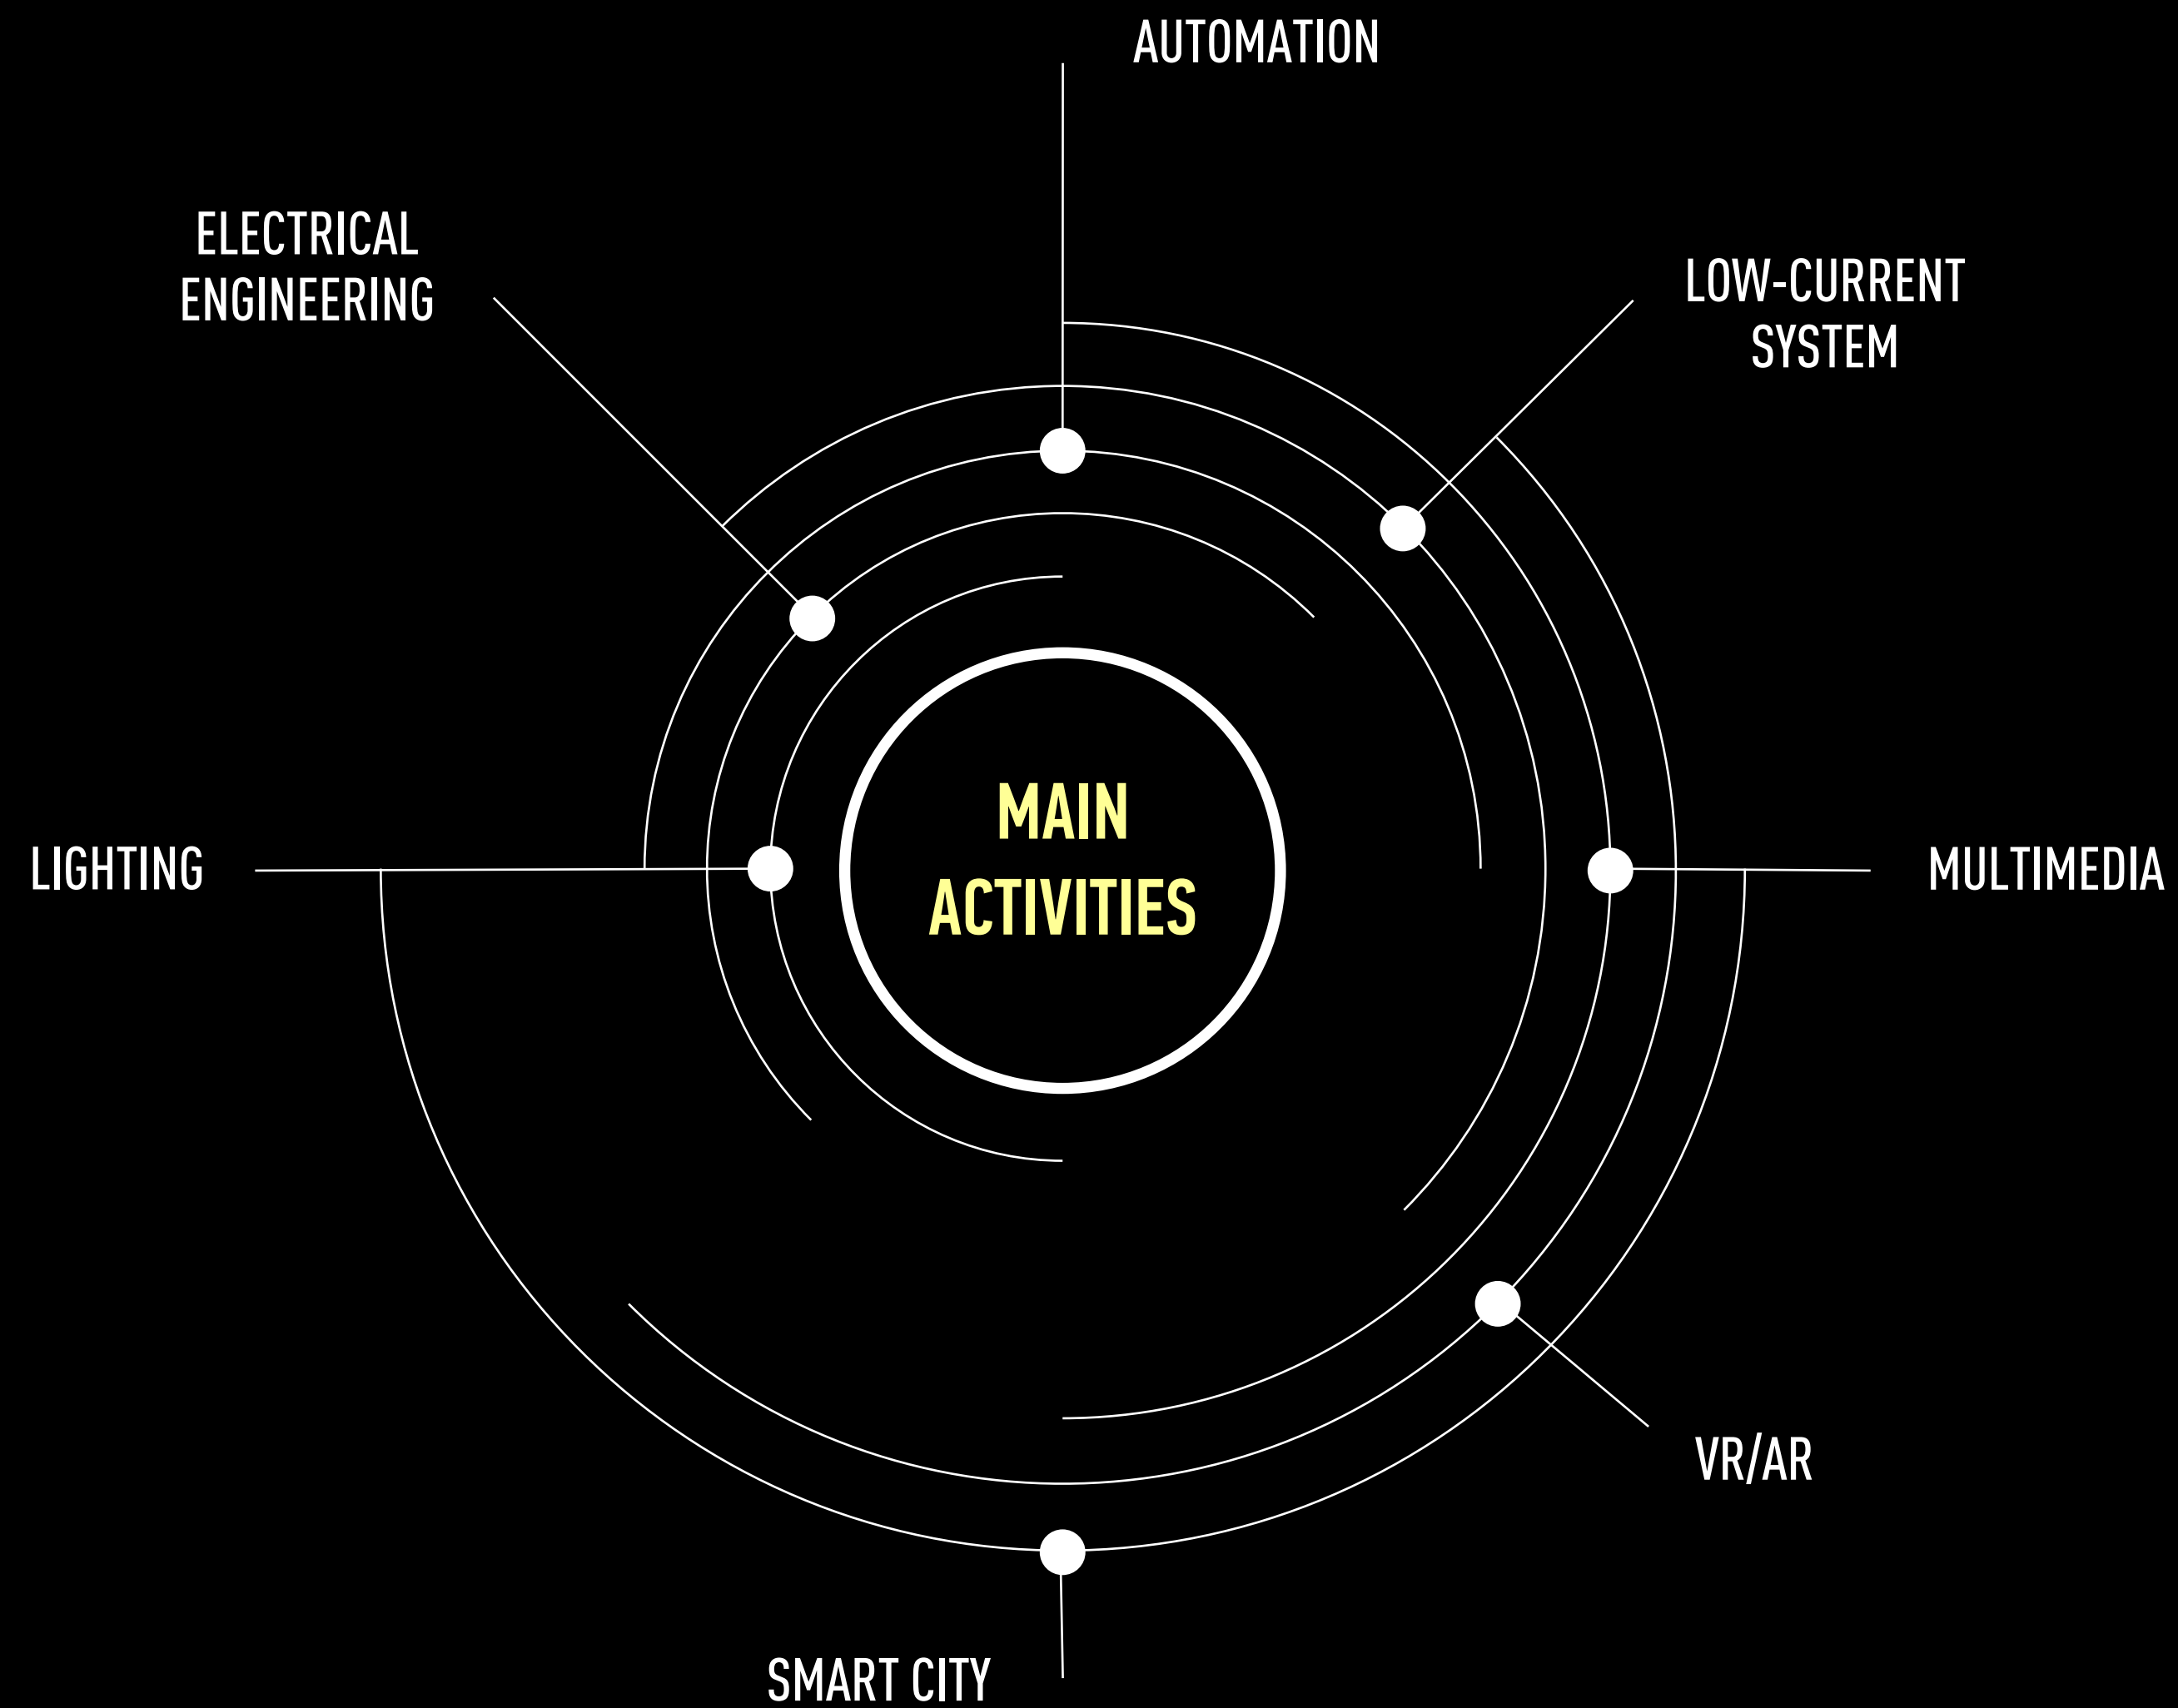 AUTOMATION
ELECTRICAL
ENGINEERING
LOW-CURRENT
SYSTEM
MAIN
ACTIVITIES
LIGHTING
MULTIMEDIA
VR/AR
SMART CITY